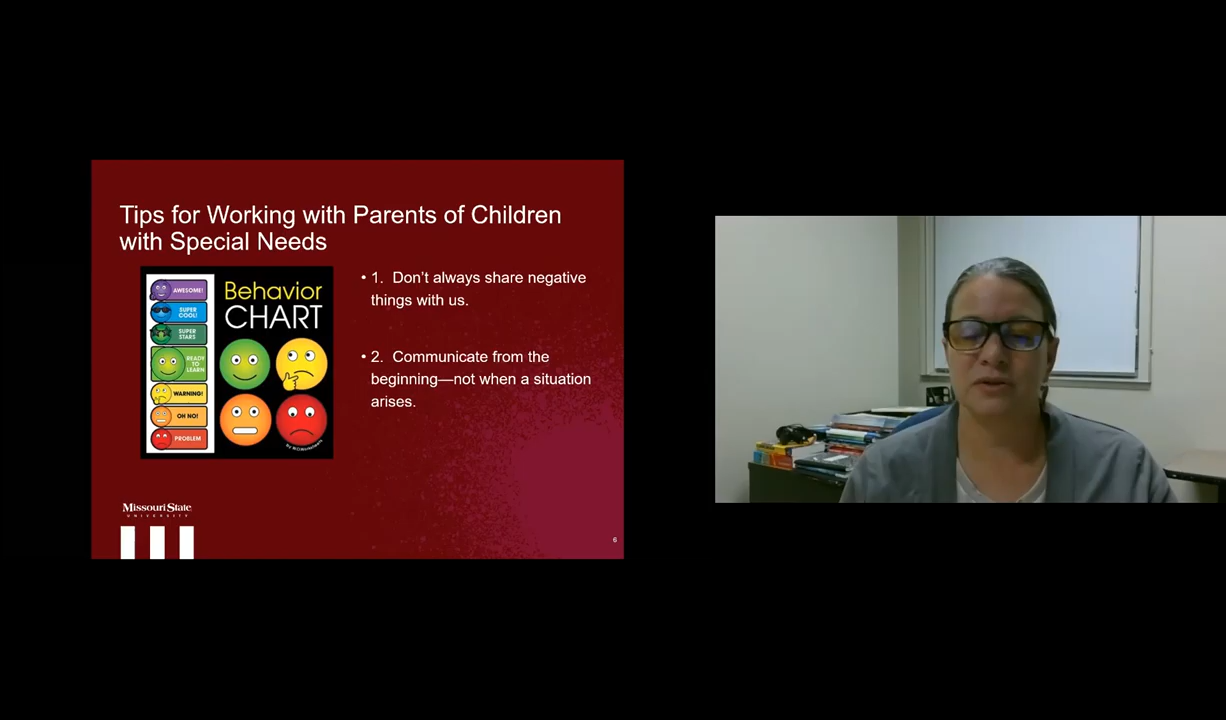 Tips for Working with Parents of Children
with Special Needs
AWESOME!
SUPER
COOL!
SUPER
STARS
READY
TO
LEARN
WARNING!
OH NO!
PROBLEM
Behavior
CHART
• 1. Don't always share negative
things with us.
• 2. Communicate from the
beginning—not when a situation
arises.
Missouri State
UNIVERSITY
6